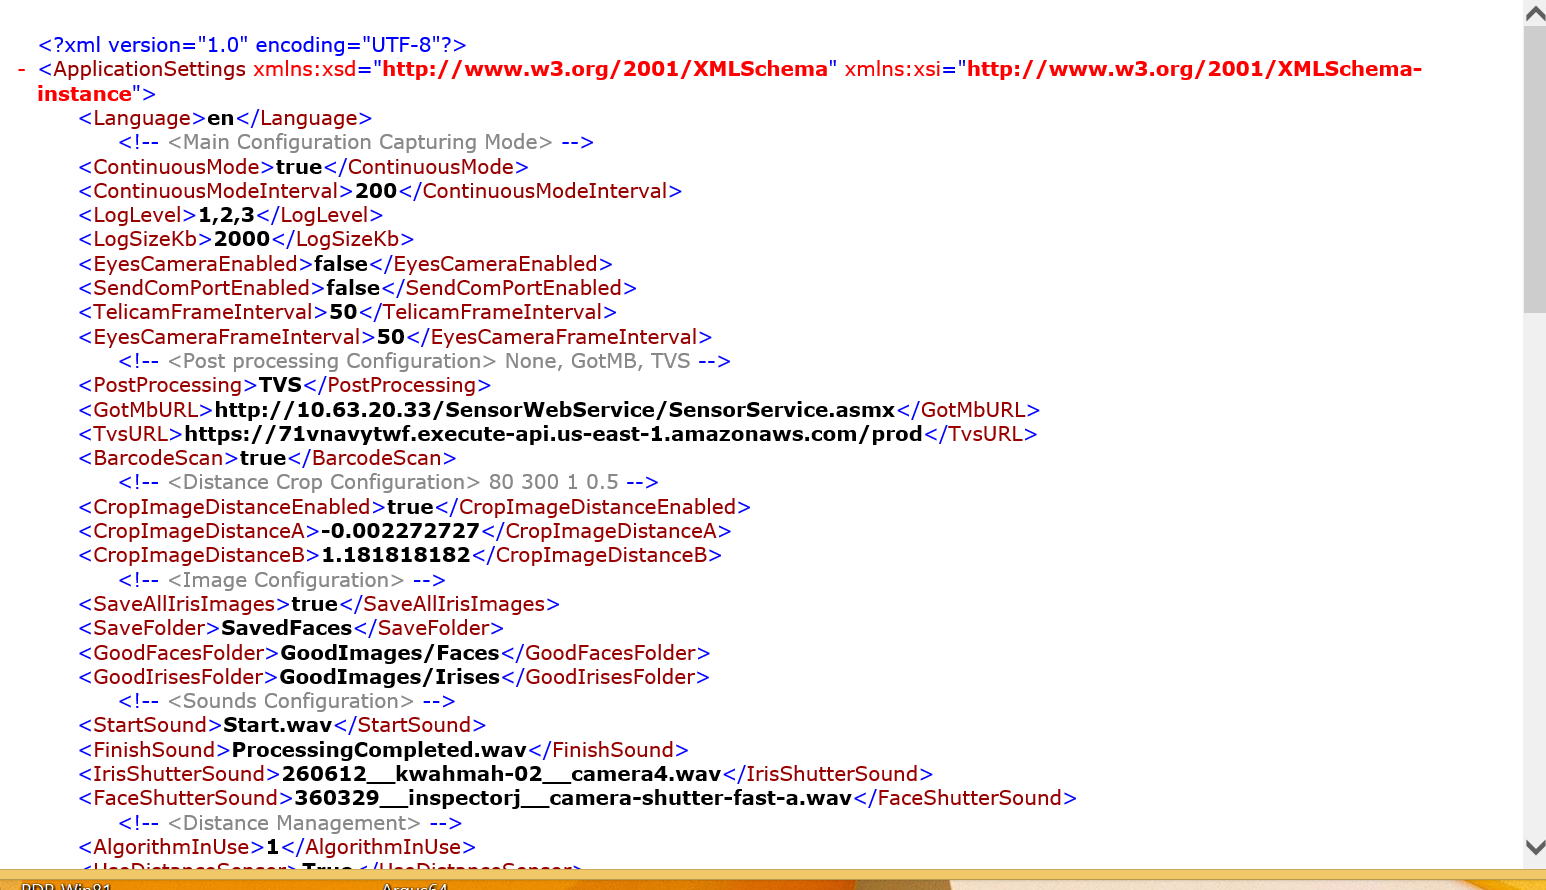 <?xml version="1.0" encoding="UTF-8"?>
- <ApplicationSettings xmlns:xsd="http://www.w3.org/2001/XMLSchema" xmlns:xsi="http://www.w3.org/2001/XMLSchema-
instance">
<Language>en</Language>
<!-- <Main Configuration Capturing Mode> -->
<ContinuousMode>true</ContinuousMode>
<ContinuousModeInterval>200</ContinuousModeInterval>
<LogLevel>1,2,3</LogLevel>
<LogSizeKb>2000</LogSizeKb>
<EyesCameraEnabled>false</EyesCameraEnabled>
<SendComPortEnabled>false</SendComPortEnabled>
<TelicamFrameInterval>50</TelicamFrameInterval>
<EyesCameraFrameInterval>50</EyesCameraFrameInterval>
<!-- <Post processing Configuration> None, GotMB, TVS -->
<PostProcessing>TVS</PostProcessing>
<GotMbURL>http://10.63.20.33/SensorWebService/SensorService.asmx</GotMbURL>
<TvsURL>https://71vnavytwf.execute-api.us-east-1.amazonaws.com/prod</TvsURL>
<BarcodeScan>true</BarcodeScan>
<!-- <Distance Crop Configuration> 80 300 1 0.5 -->
<CropImageDistanceEnabled>true</CropImageDistanceEnabled>
<CropImageDistanceA>-0.002272727</CropImageDistanceA>
<CropImageDistanceB>1.181818182</CropImageDistanceB>
<!-- <Image Configuration> -->
<SaveAllIrisImages>true</SaveAllIrisImages>
<SaveFolder>SavedFaces</SaveFolder>
<GoodFacesFolder>GoodImages/Faces</GoodFacesFolder>
<GoodIrisesFolder>GoodImages/Irises</GoodIrisesFolder>
<!-- <Sounds Configuration> -->
<StartSound>Start.wav</StartSound>
<FinishSound>ProcessingCompleted.wav</FinishSound>
<IrisShutterSound>260612__kwahmah-02__camera4.wav</IrisShutterSound>
<FaceShutterSound>360329__inspectorj__camera-shutter-fast-a.wav</FaceShutterSound>
<!-- <Distance Management> -->
<AlgorithmInUse>1</AlgorithmInUse>
<UseDistanceSensor>True</UseDistanceSensor>
PDP Win81 Argus64